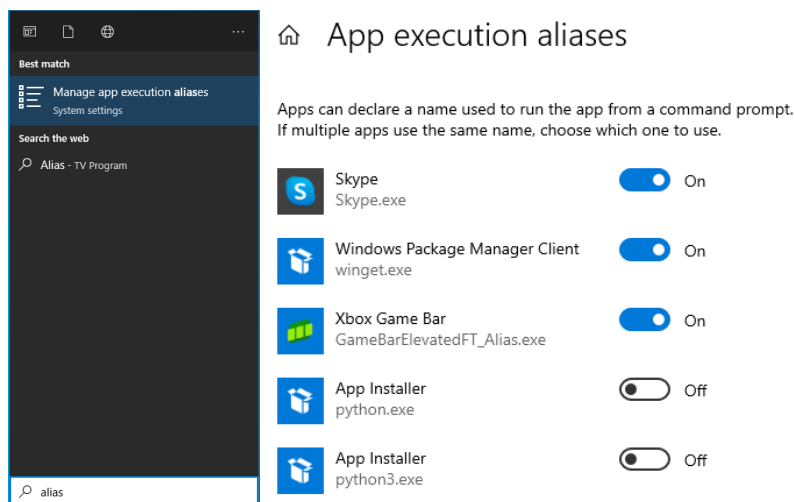 Best match
Manage app execution aliases
System settings
Search the web
Alias - TV Program
alias
App execution aliases
Apps can declare a name used to run the app from a command prompt.
If multiple apps use the same name, choose which one to use.
Skype
Skype.exe
On
Windows Package Manager Client
winget.exe
On
Xbox Game Bar
GameBarElevatedFT_Alias.exe
On
App Installer
python.exe
Off
App Installer
python3.exe
Off